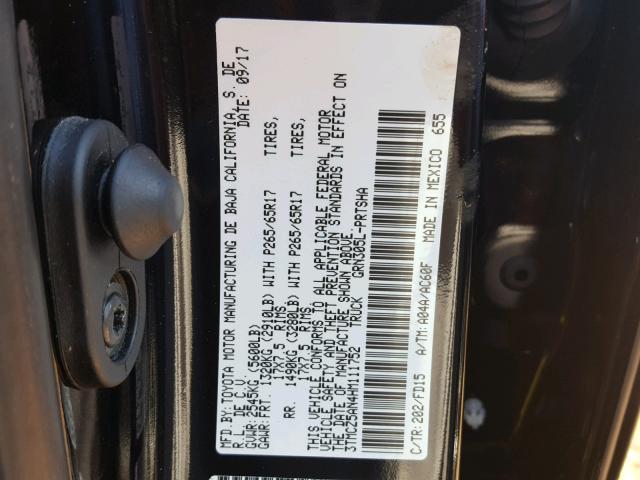 MFD.BY: TOYOTA MOTOR MANUFACTURING DE BAJA CALIFORNIA, S. DE
R.L. DE C.V. DATE: 09/17
GVWR: 2545KG(5600LB)
GAWR: FRT. 1320KG (2910LB) WITH P265/65R17 TIRES,
17X7.5 RIMS
RR. 1490KG (3280LB) WITH P265/65R17 TIRES,
17X7.5 RIMS
THIS VEHICLE CONFORMS TO ALL APPLICABLE FEDERAL MOTOR
VEHICLE SAFETY AND THEFT PREVENTION STANDARDS IN EFFECT ON
THE DATE OF MANUFACTURE SHOWN ABOVE.
3TMCZ5AN4HM111752 TRUCK GRN305L-PRTSHA
C/TR:202/FD15 A/TM:A04A/AC60F MADE IN MEXICO 655